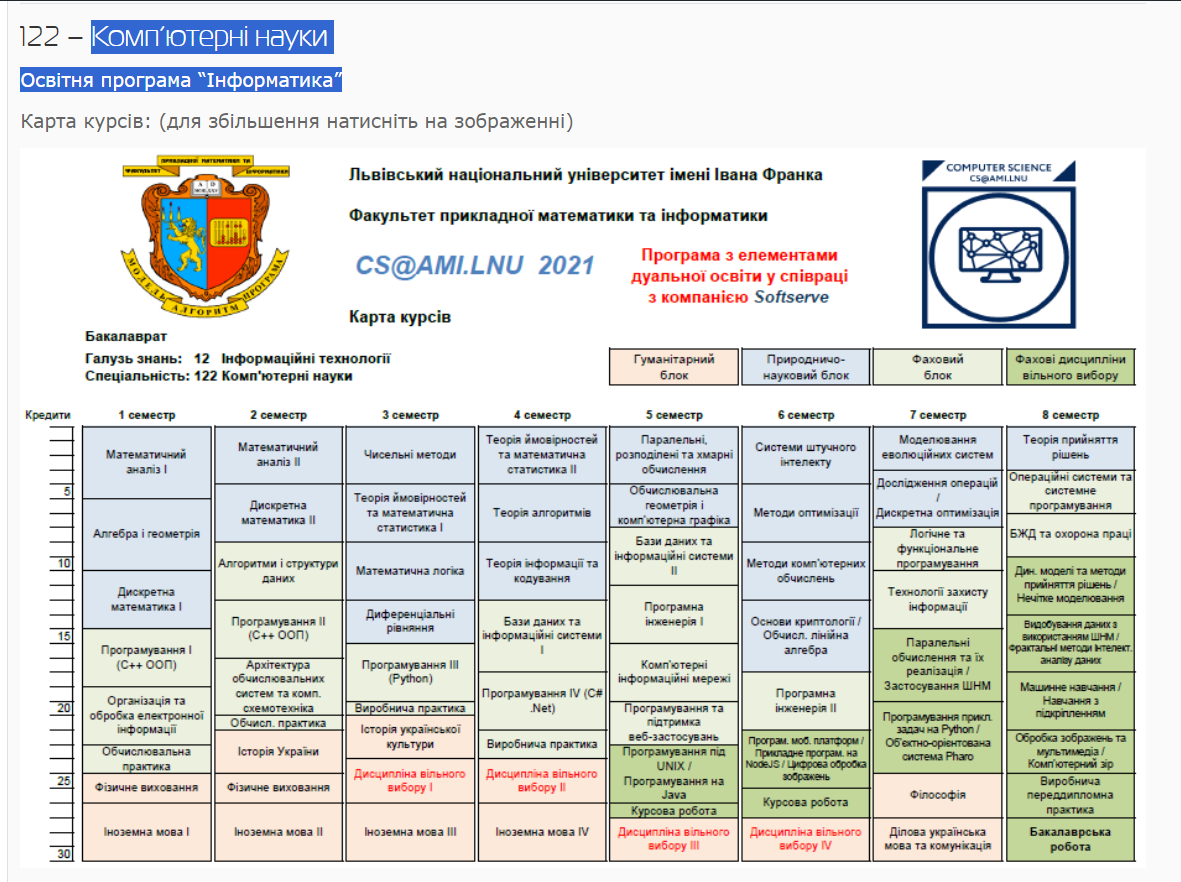 122 – Комп’ютерні науки
Освітня програма “Інформатика”
Карта курсів: (для збільшення натисніть на зображенні)
ФАКУЛЬТЕТ ПРИКЛАДНОЇ МАТЕМАТИКИ ТА ІНФОРМАТИКИ
МОДЕЛЬ АЛГОРИТМ ПРОГРАМА
Львівський національний університет імені Івана Франка
Факультет прикладної математики та інформатики
CS@AMI.LNU 2021
Програма з елементами
дуальної освіти у співраці
з компанією Softserve
COMPUTER SCIENCE
CS@AMI.LNU
Карта курсів
Бакалаврат
Галузь знань: 12 Інформаційні технології
Спеціальність: 122 Комп'ютерні науки
Гуманітарний
блок
Природничо-
науковий блок
Фаховий
блок
Фахові дисципліни
вільного вибору
Кредити
5
10
15
20
25
30
1 семестр
Математичний
аналіз I
Алгебра і геометрія
Дискретна
математика I
Програмування I
(C++ ООП)
Організація та
обробка електронної
інформації
Обчислювальна
практика
Фізичне виховання
Іноземна мова I
2 семестр
Математичний
аналіз II
Дискретна
математика II
Алгоритми і структури
даних
Програмування II
(C++ ООП)
Архітектура
обчислювальних
систем та комп.
схемотехніка
Обчисл. практика
Історія України
Фізичне виховання
Іноземна мова II
3 семестр
Чисельні методи
Теорія ймовірностей
та математична
статистика I
Математична логіка
Диференціальні
рівняння
Програмування III
(Python)
Виробнича практика
Історія української
культури
Дисципліна вільного
вибору I
Іноземна мова III
4 семестр
Теорія ймовірностей
та математична
статистика II
Теорія алгоритмів
Теорія інформації та
кодування
Бази даних та
інформаційні системи
I
Програмування IV (C#
.Net)
Виробнича практика
Дисципліна вільного
вибору II
Іноземна мова IV
5 семестр
Паралельні,
розподілені та хмарні
обчислення
Обчислювальна
геометрія і
комп'ютерна графіка
Бази даних та
інформаційні системи
II
Програмна
інженерія I
Комп'ютерні
інформаційні мережі
Програмування та
підтримка
веб-застосувань
Програмування під
UNIX /
Програмування на
Java
Курсова робота
Дисципліна вільного
вибору III
6 семестр
Системи штучного
інтелекту
Методи оптимізації
Методи комп'ютерних
обчислень
Основи криптології /
Обчисл. лінійна
алгебра
Програмна
інженерія II
Програм. моб. платформ /
Прикладне програм. на
NodeJS / Цифрова обробка
зображень
Курсова робота
Дисципліна вільного
вибору IV
7 семестр
Моделювання
еволюційних систем
Дослідження операцій
/
Дискретна оптимізація
Логічне та
функціональне
програмування
Технології захисту
інформації
Паралельні
обчислення та їх
реалізація /
Застосування ШНМ
Програмування прикл.
задач на Python /
Об'єктно-орієнтована
система Pharo
Філософія
Ділова українська
мова та комунікація
8 семестр
Теорія прийняття
рішень
Операційні системи та
системне
програмування
БЖД та охорона праці
Дин. моделі та методи
прийняття рішень /
Нечітке моделювання
Видобування даних з
використанням ШНМ /
Фрактальні методи інтелект.
аналізу даних
Машинне навчання /
Навчання з
підкріпленням
Обробка зображень та
мультимедіа /
Комп'ютерний зір
Виробнича
переддипломна
практика
Бакалаврська
робота